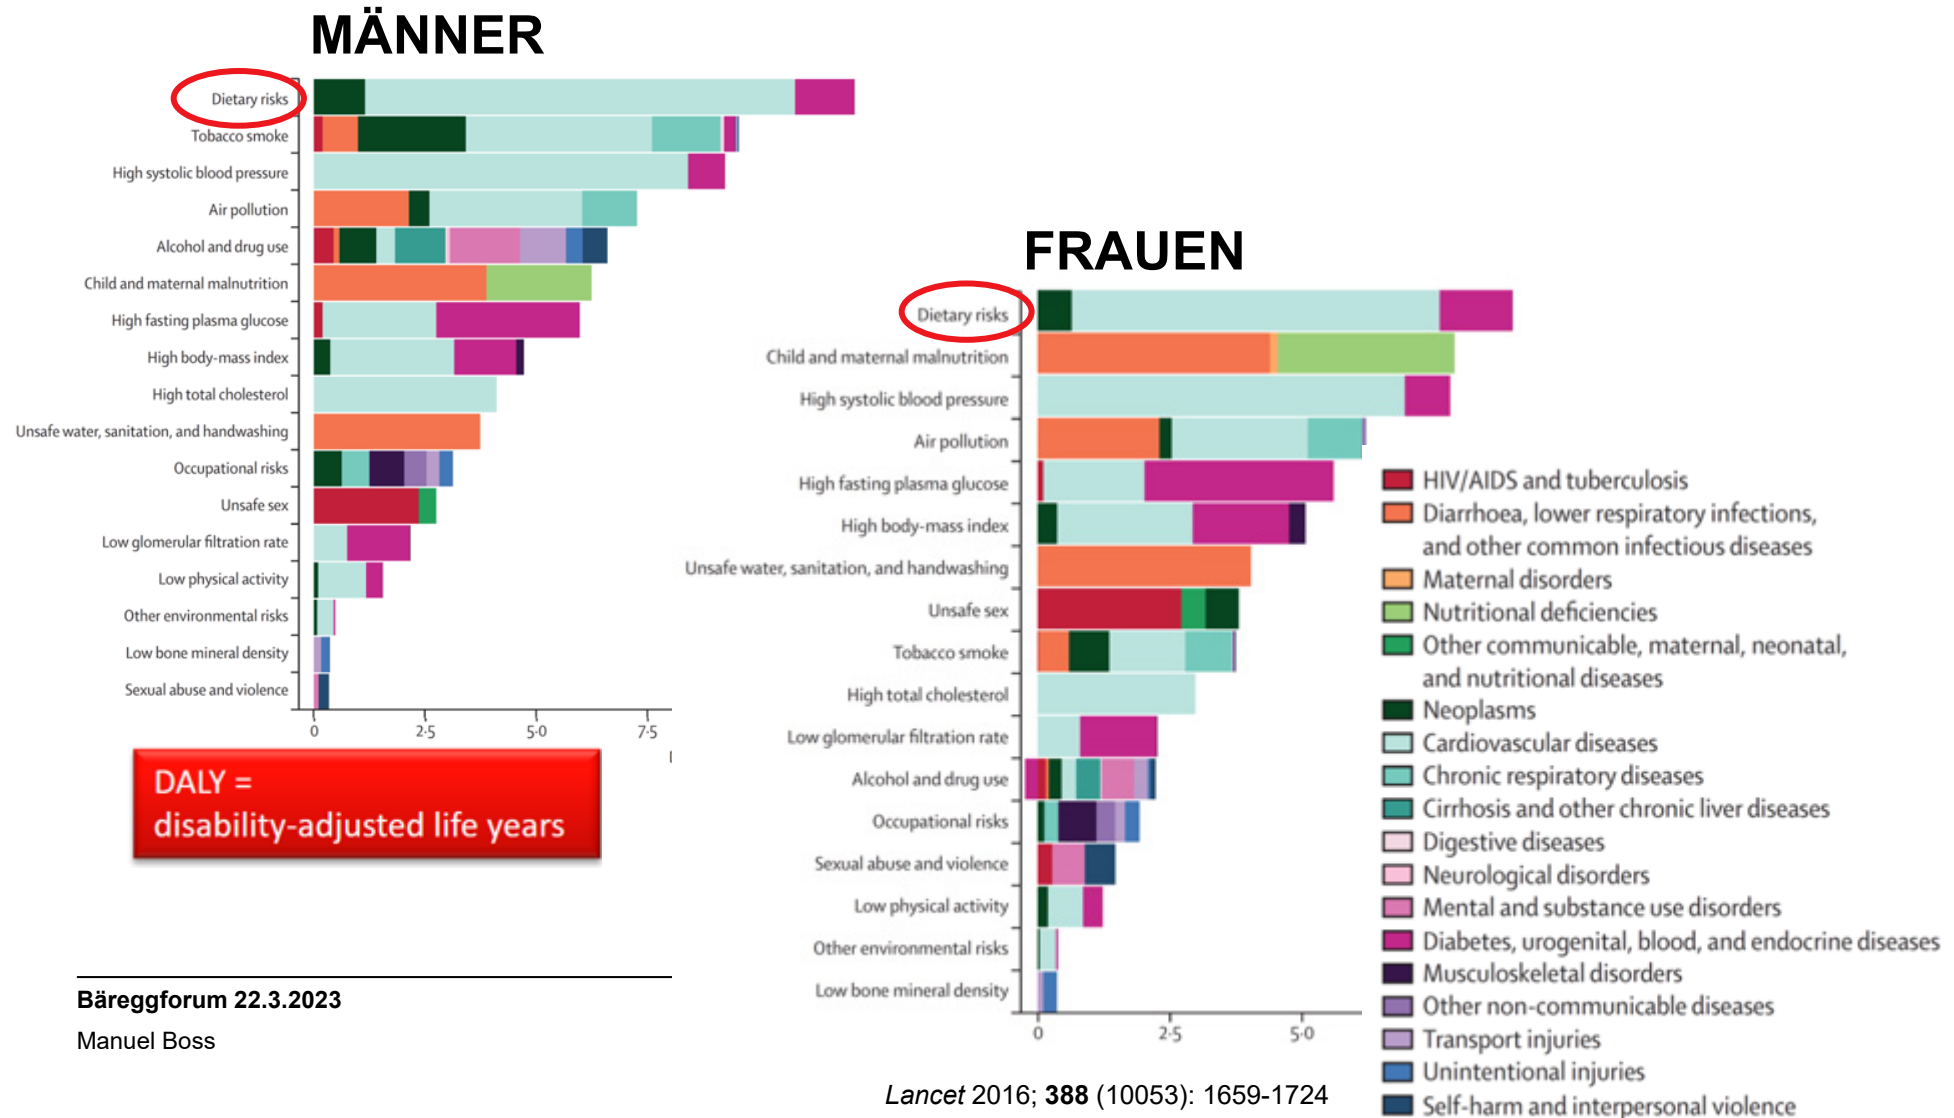 MÄNNER
Dietary risks
Tobacco smoke
High systolic blood pressure
Air pollution
Alcohol and drug use
Child and maternal malnutrition
High fasting plasma glucose
High body-mass index
High total cholesterol
Unsafe water, sanitation, and handwashing
Occupational risks
Unsafe sex
Low glomerular filtration rate
Low physical activity
Other environmental risks
Low bone mineral density
Sexual abuse and violence
0 2·5 5·0 7·5
DALY =
disability-adjusted life years
FRAUEN
Dietary risks
Child and maternal malnutrition
High systolic blood pressure
Air pollution
High fasting plasma glucose
High body-mass index
Unsafe water, sanitation, and handwashing
Unsafe sex
Tobacco smoke
High total cholesterol
Low glomerular filtration rate
Alcohol and drug use
Occupational risks
Sexual abuse and violence
Low physical activity
Other environmental risks
Low bone mineral density
0 2·5 5·0
HIV/AIDS and tuberculosis
Diarrhoea, lower respiratory infections,
and other common infectious diseases
Maternal disorders
Nutritional deficiencies
Other communicable, maternal, neonatal,
and nutritional diseases
Neoplasms
Cardiovascular diseases
Chronic respiratory diseases
Cirrhosis and other chronic liver diseases
Digestive diseases
Neurological disorders
Mental and substance use disorders
Diabetes, urogenital, blood, and endocrine diseases
Musculoskeletal disorders
Other non-communicable diseases
Transport injuries
Unintentional injuries
Self-harm and interpersonal violence
Bäreggforum 22.3.2023
Manuel Boss
Lancet 2016; 388 (10053): 1659-1724